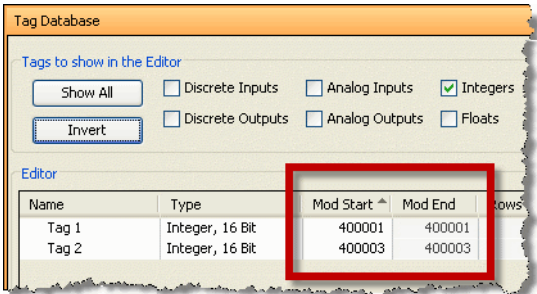 Tag Database
Tags to show in the Editor
Show All Discrete Inputs Analog Inputs Integers
Invert Discrete Outputs Analog Outputs Floats
Editor
Name Type Mod Start Mod End Rows
Tag 1 Integer, 16 Bit 400001 400001
Tag 2 Integer, 16 Bit 400003 400003